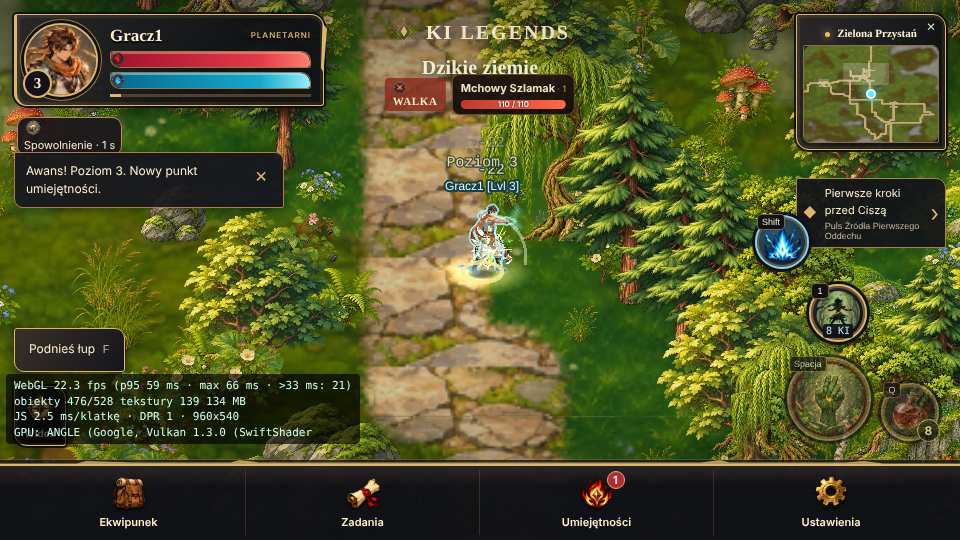 Gracz1
PLANETARNI
3
KI LEGENDS
Dzikie ziemie
WALKA
Mchowy Szlamak · 1
110 / 110
Zielona Przystań
Spowolnienie · 1 s
Awans! Poziom 3. Nowy punkt
umiejętności.
Poziom 3
-22
Gracz1 [Lvl 3]
Pierwsze kroki
przed Ciszą
Puls Źródła Pierwszego
Oddechu
Shift
1
8 KI
Spacja
Q
8
Podnieś łup F
WebGL 22.3 fps (p95 59 ms · max 66 ms · >33 ms: 21)
obiekty 476/528 tekstury 139 134 MB
JS 2.5 ms/klatkę · DPR 1 · 960x540
GPU: ANGLE (Google, Vulkan 1.3.0 (SwiftShader
Ekwipunek
Zadania
1
Umiejętności
Ustawienia